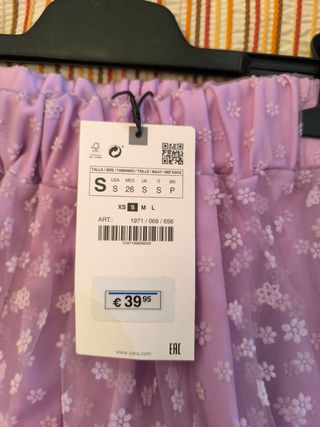 TALLA / SIZE / TAMANHO / TAILLE / MAAT / МЕГЕΘΟΣ
USA MEX UK IT BR
S S 26 S S P
XS S M L
ART.: 1971 / 068 / 656
€ 39.95
www.zara.com
EAC